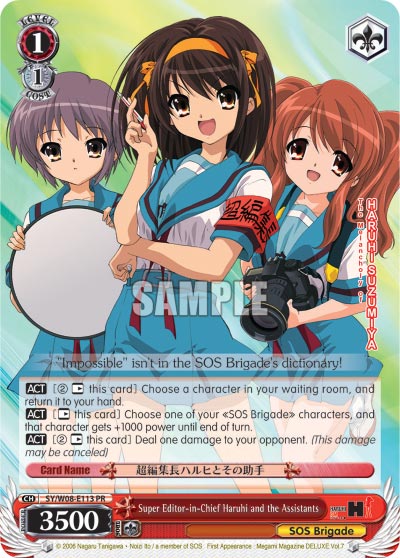 LEVEL
1
1
COST
超編集長
The Melancholy of
HARUHI SUZUMIYA
SAMPLE
"Impossible" isn't in the SOS Brigade's dictionary!
ACT [② this card] Choose a character in your waiting room, and
return it to your hand.
ACT [② this card] Choose one of your «SOS Brigade» characters, and
that character gets +1000 power until end of turn.
ACT [② this card] Deal one damage to your opponent. (This damage
may be canceled)
Card Name 超編集長ハルヒとその助手
CH SY/W08-E113 PR
Super Editor-in-Chief Haruhi and the Assistants
3500
SOS Brigade
© 2006 Nagaru Tanigawa・Noizi Ito / a member of SOS First Appearance : Megami Magazine DELUXE Vol.7